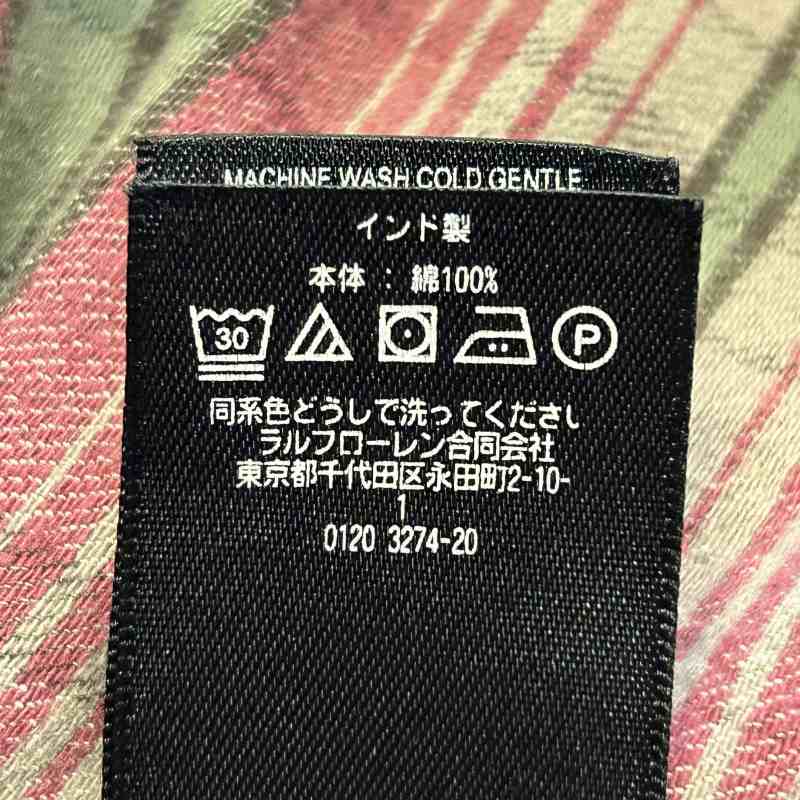 MACHINE WASH COLD GENTLE
インド製
本体 : 綿100%
30 P
同系色どうしで洗ってください
ラルフローレン合同会社
東京都千代田区永田町2-10-
1
0120 3274-20